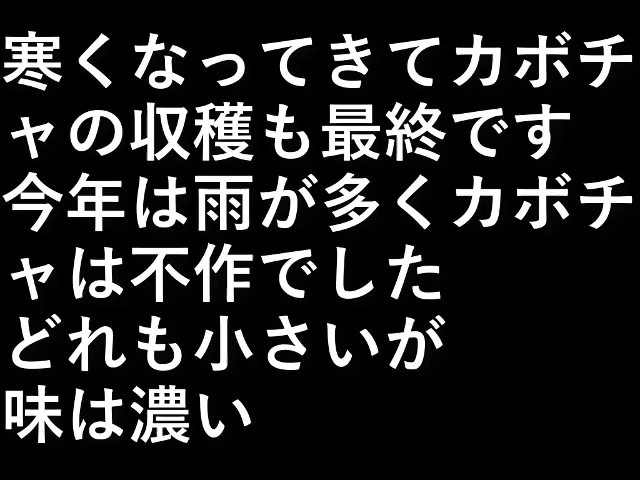 寒くなってきてカボチ
ャの収穫も最終です
今年は雨が多くカボチ
ャは不作でした
どれも小さいが
味は濃い